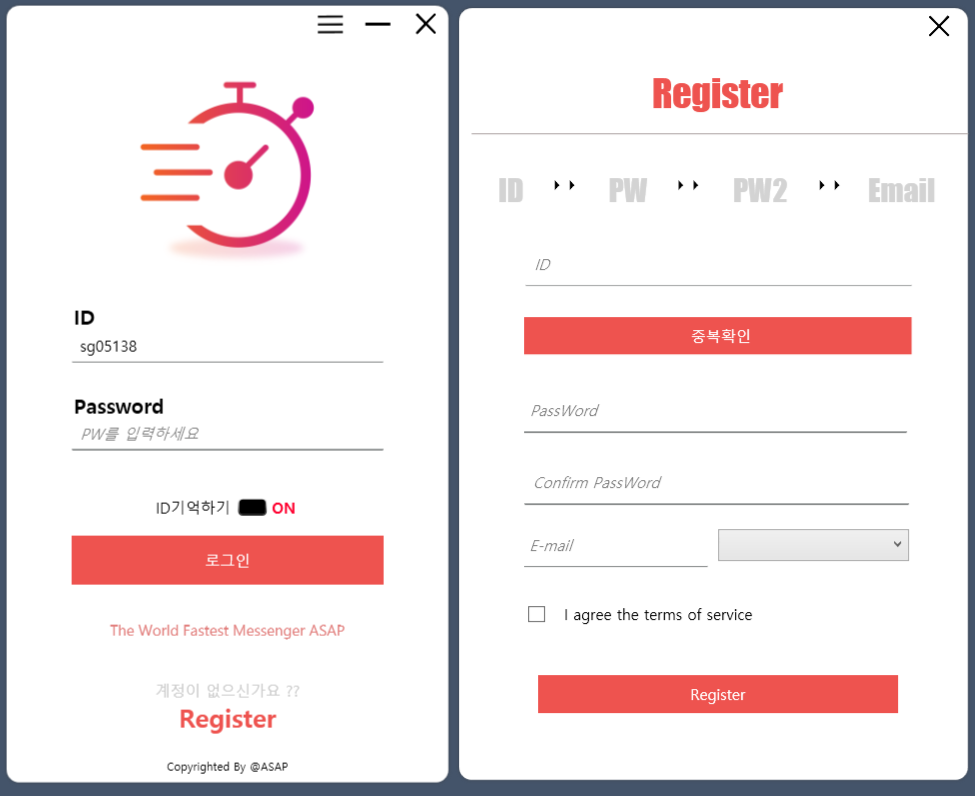 ID
sg05138
Password
PW를 입력하세요
ID기억하기 ON
로그인
The World Fastest Messenger ASAP
계정이 없으신가요 ??
Register
Copyrighted By @ASAP
Register
ID PW PW2 Email
ID
중복확인
PassWord
Confirm PassWord
E-mail
I agree the terms of service
Register